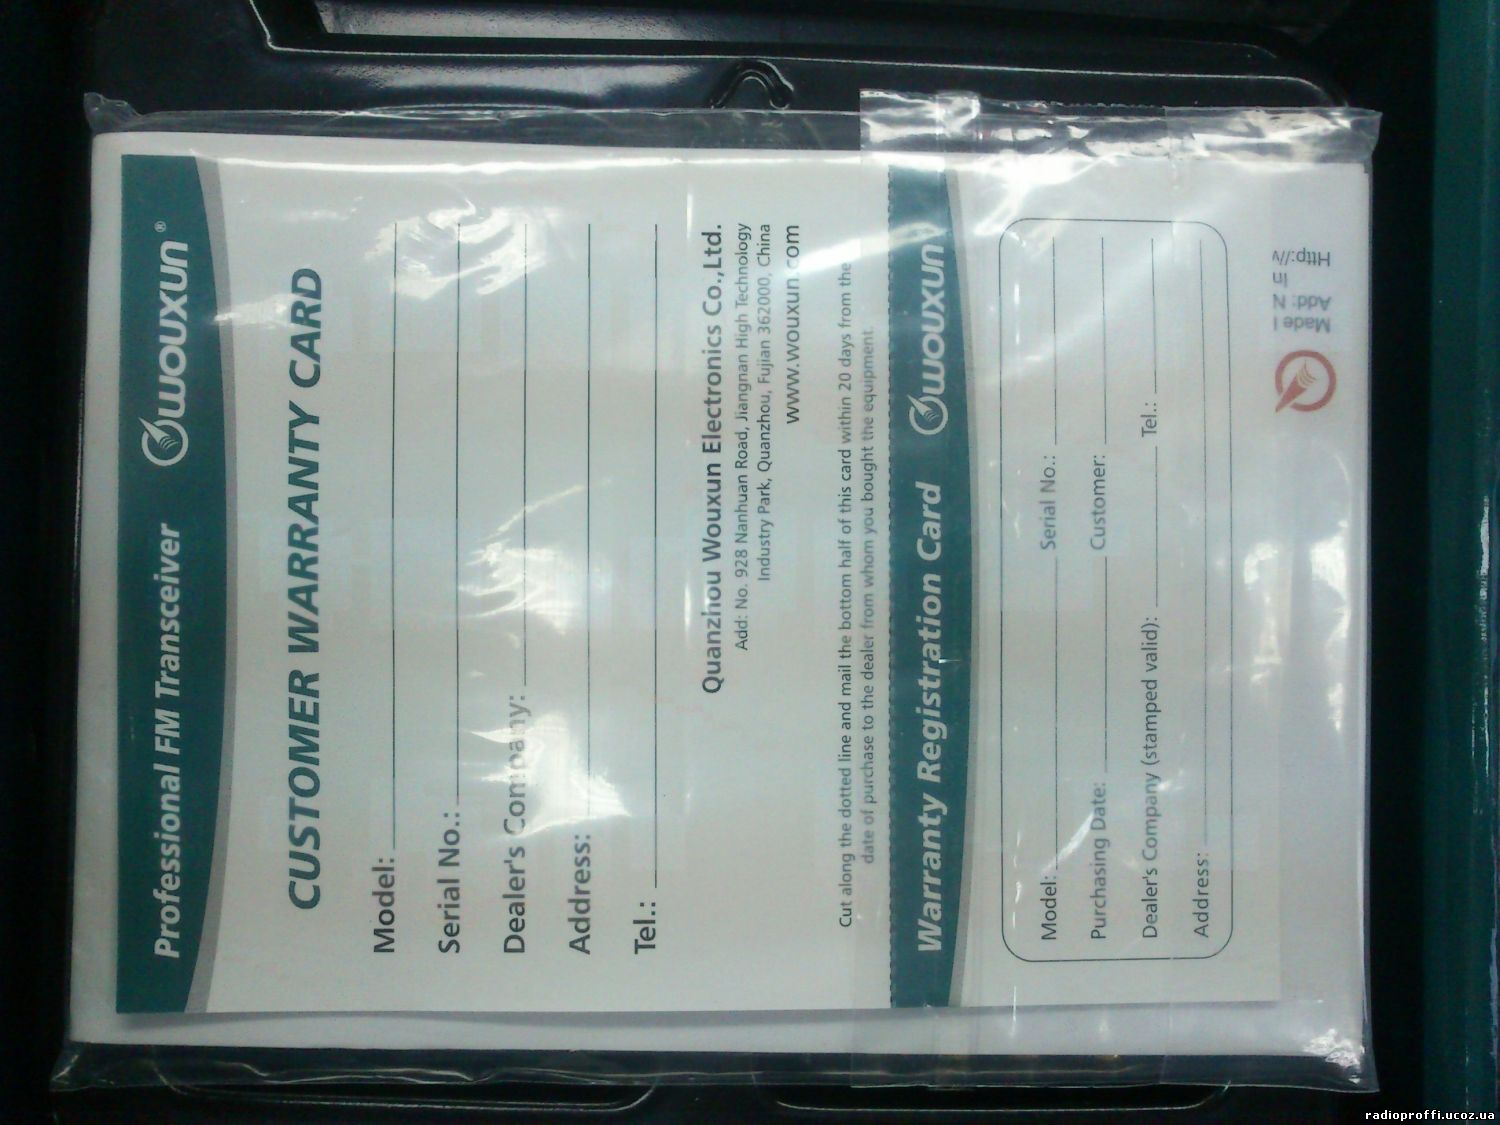 Professional FM Transceiver
WOUXUN®
CUSTOMER WARRANTY CARD
Model:
Serial No.:
Dealer's Company:
Address:
Tel.:
Quanzhou Wouxun Electronics Co.,Ltd.
Add: No. 928 Nanhuan Road, Jiangnan High Technology
Industry Park, Quanzhou, Fujian 362000, China
www.wouxun.com
Cut along the dotted line and mail the bottom half of this card within 20 days from the
date of purchase to the dealer from whom you bought the equipment.
Warranty Registration Card
WOUXUN
Model: Serial No.:
Purchasing Date: Customer:
Dealer's Company (stamped valid): Tel.:
Address:
Made
Add: N
In
Http://
radioproffi.ucoz.ua